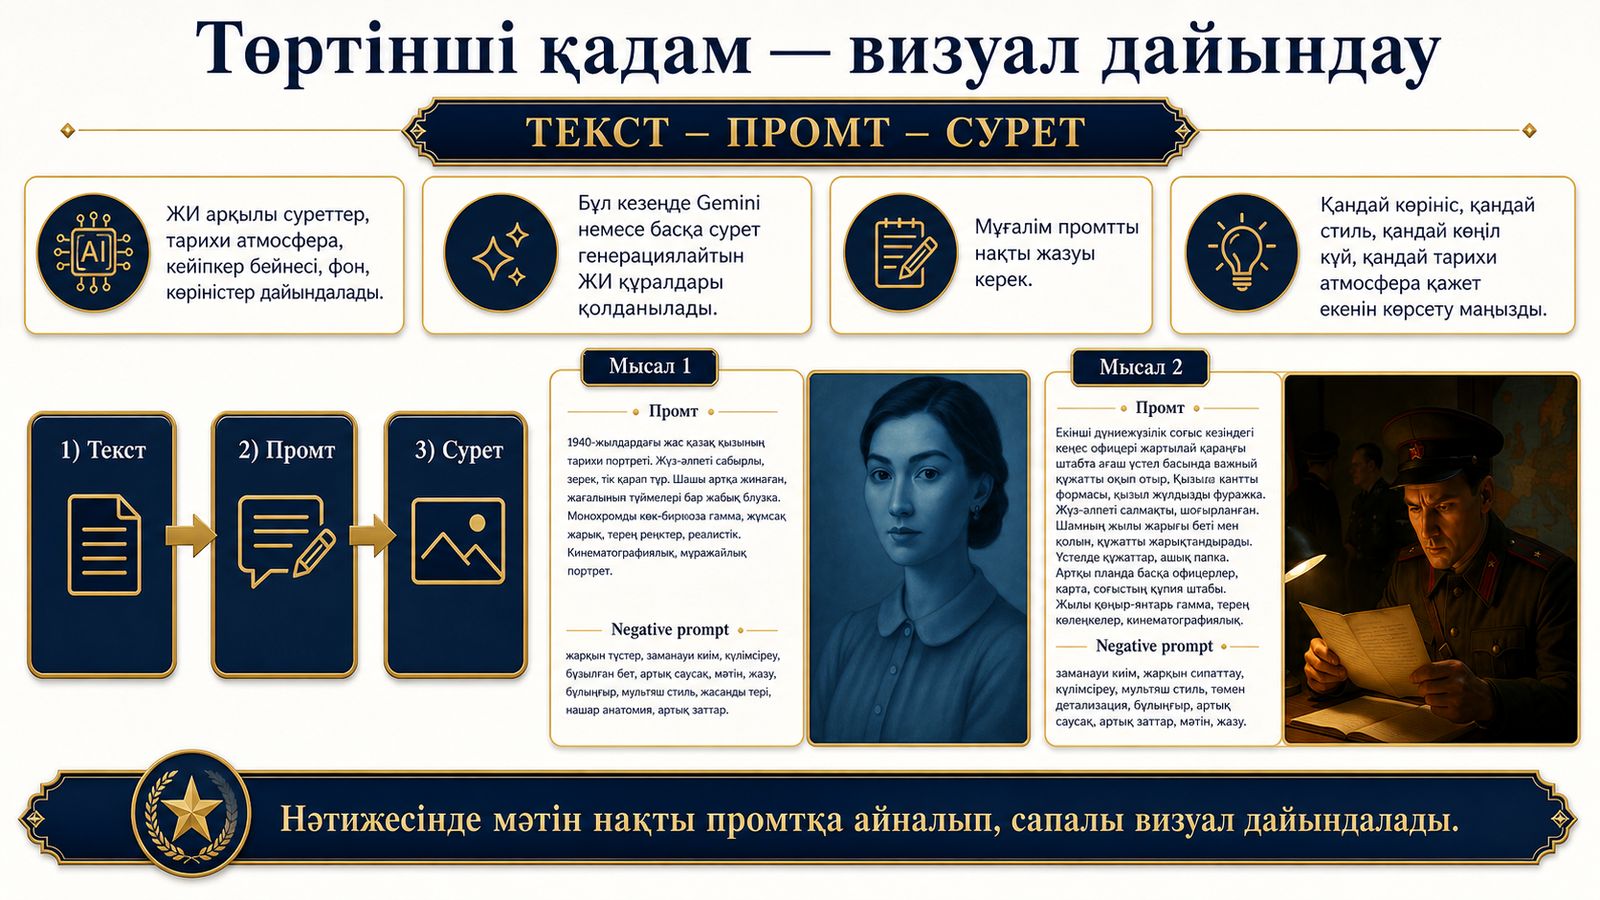 Төртінші қадам — визуал дайындау
ТЕКСТ – ПРОМТ – СУРЕТ
AI
ЖИ арқылы суреттер,
тарихи атмосфера,
кейіпкер бейнесі, фон,
көріністер дайындалады.
Бұл кезеңде Gemini
немесе басқа сурет
генерациялайтын
ЖИ құралдары
қолданылады.
Мұғалім промтты
нақты жазуы
керек.
Қандай көрініс, қандай
стиль, қандай көңіл
күй, қандай тарихи
атмосфера қажет
екенін көрсету маңызды.
1) Текст
2) Промт
3) Сурет
Мысал 1
Промт
1940-жылдардағы жас қазақ қызының
тарихи портреті. Жүз-әлпеті сабырлы,
зерек, тік қарап тұр. Шашы артқа жинаған,
жағалының түймелері бар жабық блузка.
Монохромды көк-бирюоза гамма, жұмсақ
жарық, терең реңктер, реалистік.
Кинематографиялық, мұражайлық
портрет.
Negative prompt
жарқын түстер, заманауи киім, күлімсіреу,
бұзылған бет, артық саусақ, мәтін, жазу,
бұлыңғыр, мультяш стиль, жасанды тері,
нашар анатомия, артық заттар.
Мысал 2
Промт
Екінші дүниежүзілік соғыс кезіндегі
кеңес офицері жартылай қараңғы
штабта ағаш үстел басында важный
құжатты оқып отыр, Қызыл кантты
формасы, қызыл жұлдызды фуражка.
Жүз-әлпеті салмақты, шоғырланған.
Шамның жылы жарығы беті мен
қолын, құжатты жарықтандырады.
Үстелде құжаттар, ашық папка.
Артқы планда басқа офицерлер,
карта, соғыстың құпия штабы.
Жылы қоңыр-янтарь гамма, терең
көлеңкелер, кинематографиялық.
Negative prompt
заманауи киім, жарқын сипаттау,
күлімсіреу, мультяш стиль, төмен
детализация, бұлыңғыр, артық
саусақ, артық заттар, мәтін, жазу.
Нәтижесінде мәтін нақты промтқа айналып, сапалы визуал дайындалады.